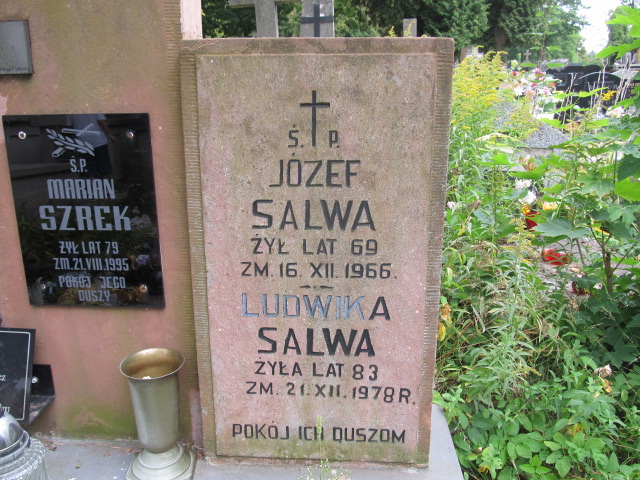 Ś.P.
MARIAN
SZREK
ŻYŁ LAT 79
ZM. 21.VIII.1995
POKÓJ JEGO
DUSZY
Ś. P.
JÓZEF
SALWA
ŻYŁ LAT 69
ZM. 16. XII. 1966.
LUDWIKA
SALWA
ŻYŁA LAT 83
ZM. 21. XII. 1978 R.
POKÓJ ICH DUSZOM